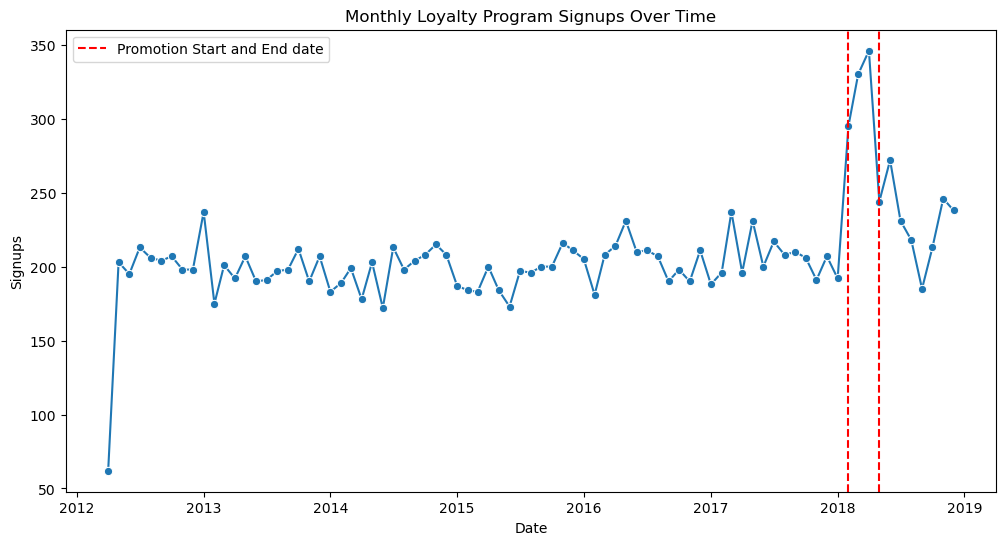 Monthly Loyalty Program Signups Over Time
Promotion Start and End date
Signups
350
300
250
200
150
100
50
2012 2013 2014 2015 2016 2017 2018 2019
Date